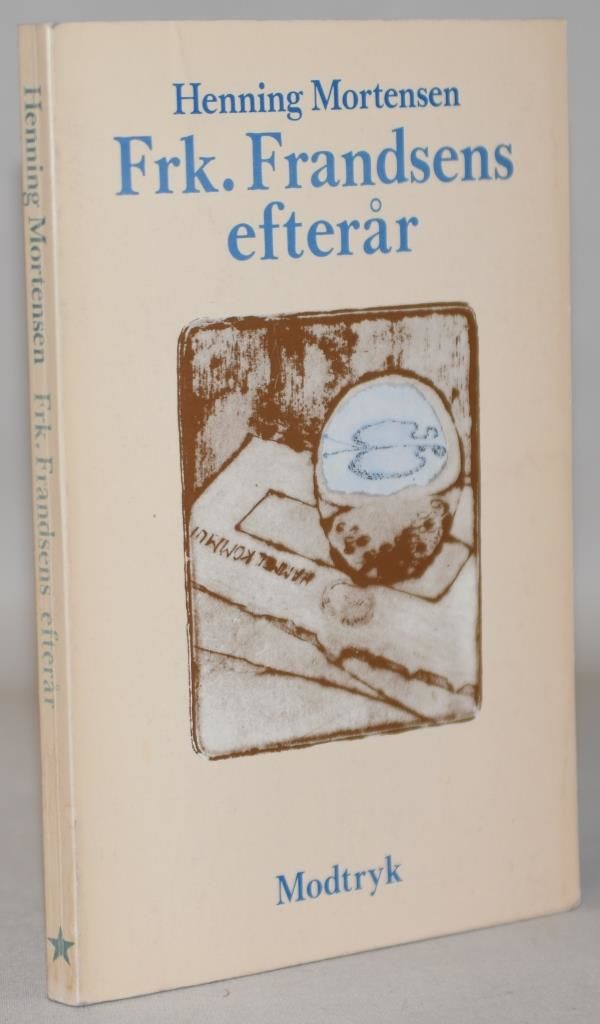 Henning Mortensen
Frk. Frandsens
efterår
Modtryk
Henning Mortensen Frk. Frandsens efterår